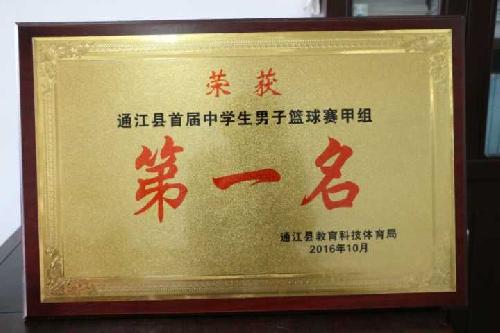 荣获
通江县首届中学生男子篮球赛甲组
第一名
通江县教育科技体育局
2016年10月